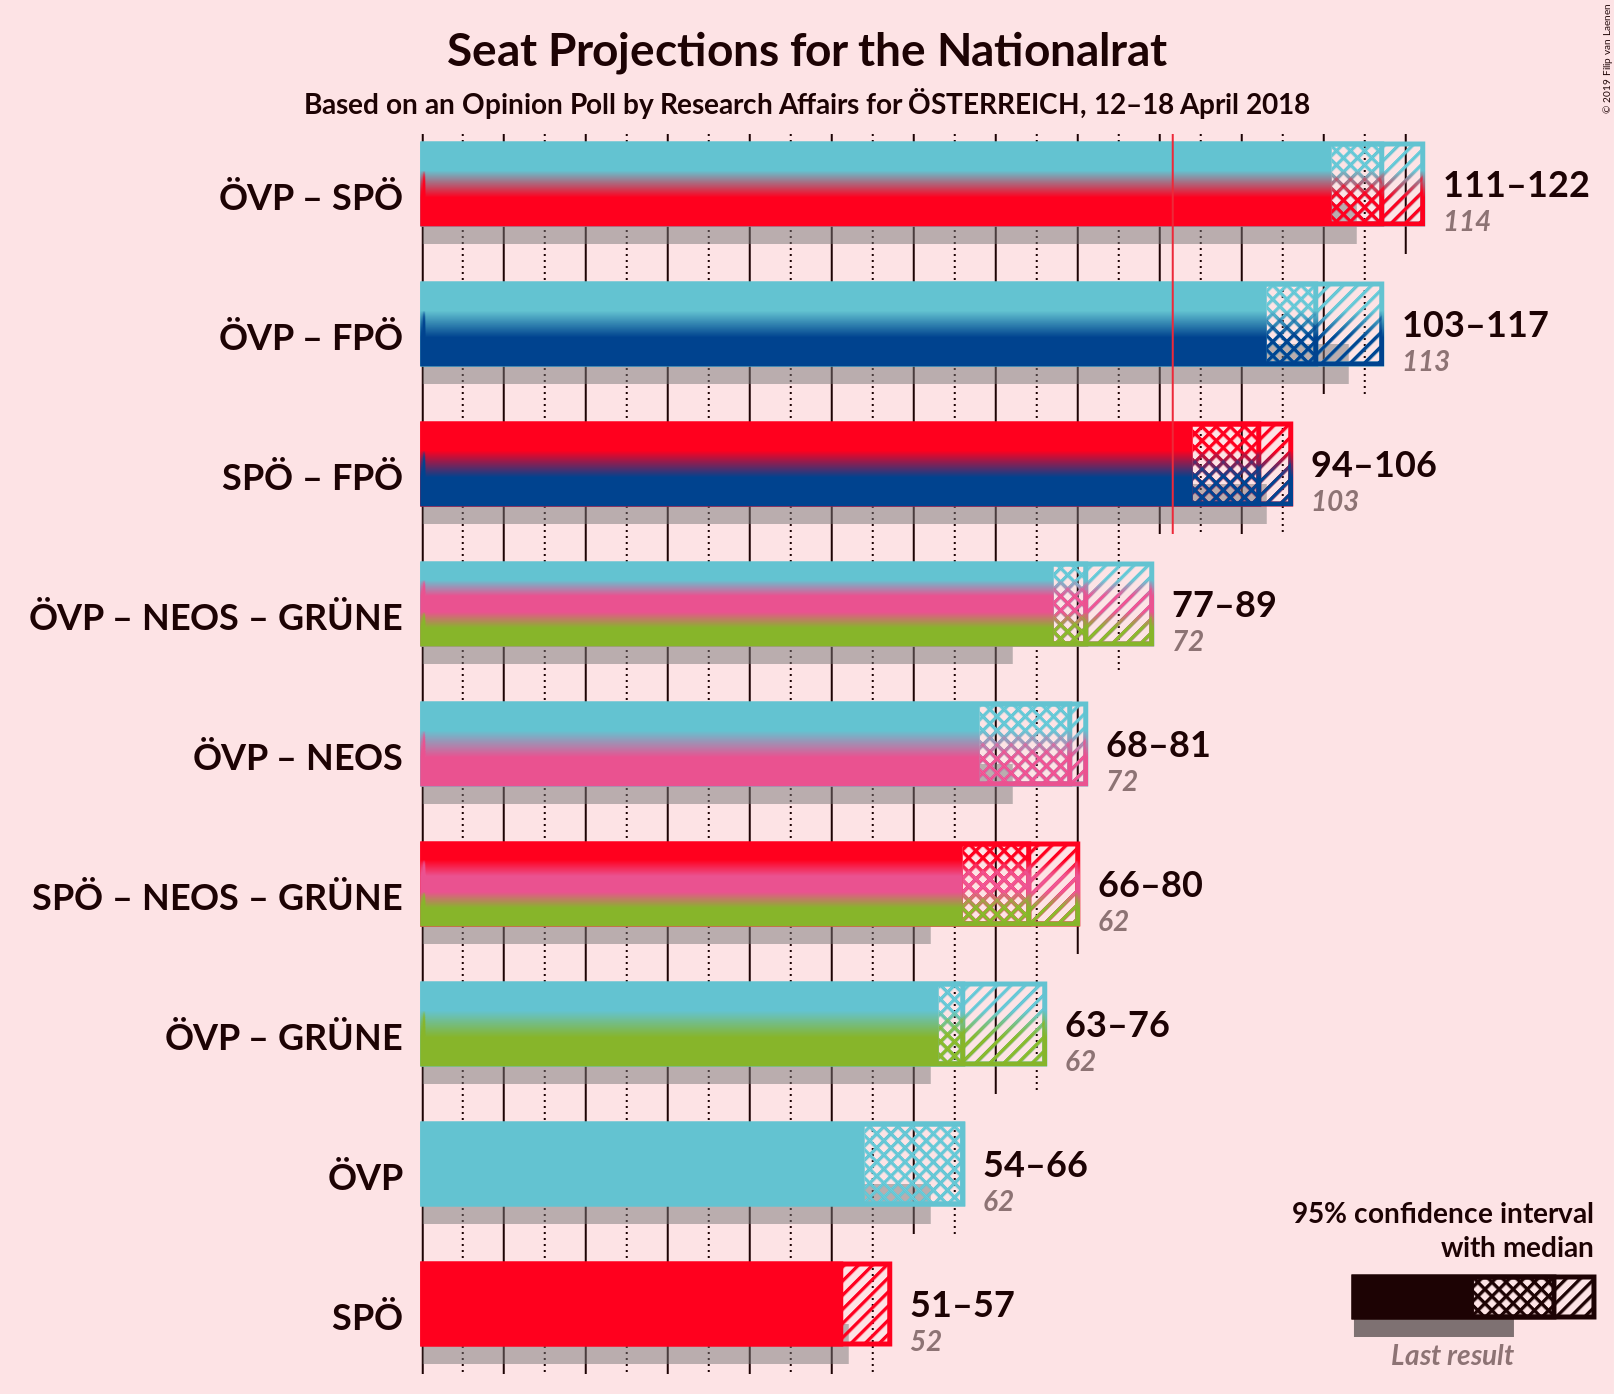 Seat Projections for the Nationalrat
Based on an Opinion Poll by Research Affairs for ÖSTERREICH, 12–18 April 2018
© 2019 Filip van Laenen
ÖVP – SPÖ
111–122
114
ÖVP – FPÖ
103–117
113
SPÖ – FPÖ
94–106
103
ÖVP – NEOS – GRÜNE
77–89
72
ÖVP – NEOS
68–81
72
SPÖ – NEOS – GRÜNE
66–80
62
ÖVP – GRÜNE
63–76
62
ÖVP
54–66
62
SPÖ
51–57
52
95% confidence interval
with median
Last result